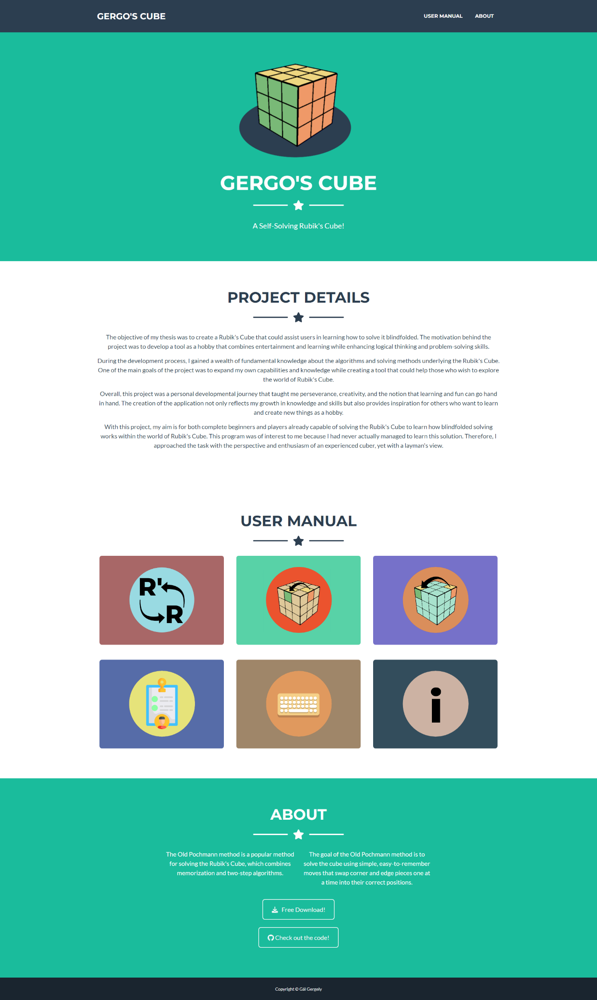 GERGO'S CUBE
USER MANUAL
ABOUT
GERGO'S CUBE
A Self-Solving Rubik's Cube!
PROJECT DETAILS
The objective of my thesis was to create a Rubik's Cube that could assist users in learning how to solve it blindfolded. The motivation behind the
project was to develop a tool as a hobby that combines entertainment and learning while enhancing logical thinking and problem-solving skills.
During the development process, I gained a wealth of fundamental knowledge about the algorithms and solving methods underlying the Rubik's Cube.
One of the main goals of the project was to expand my own capabilities and knowledge while creating a tool that could help those who wish to explore
the world of Rubik's Cube.
Overall, this project was a personal developmental journey that taught me perseverance, creativity, and the notion that learning and fun can go hand
in hand. The creation of the application not only reflects my growth in knowledge and skills but also provides inspiration for others who want to learn
and create new things as a hobby.
With this project, my aim is for both complete beginners and players already capable of solving the Rubik's Cube to learn how blindfolded solving
works within the world of Rubik's Cube. This program was of interest to me because I had never actually managed to learn this solution. Therefore, I
approached the task with the perspective and enthusiasm of an experienced cuber, yet with a layman's view.
USER MANUAL
R'
R
i
ABOUT
The Old Pochmann method is a popular method
for solving the Rubik's Cube, which combines
memorization and two-step algorithms.
The goal of the Old Pochmann method is to
solve the cube using simple, easy-to-remember
moves that swap corner and edge pieces one at
a time into their correct positions.
Free Download!
Check out the code!
Copyright © Gál Gergely